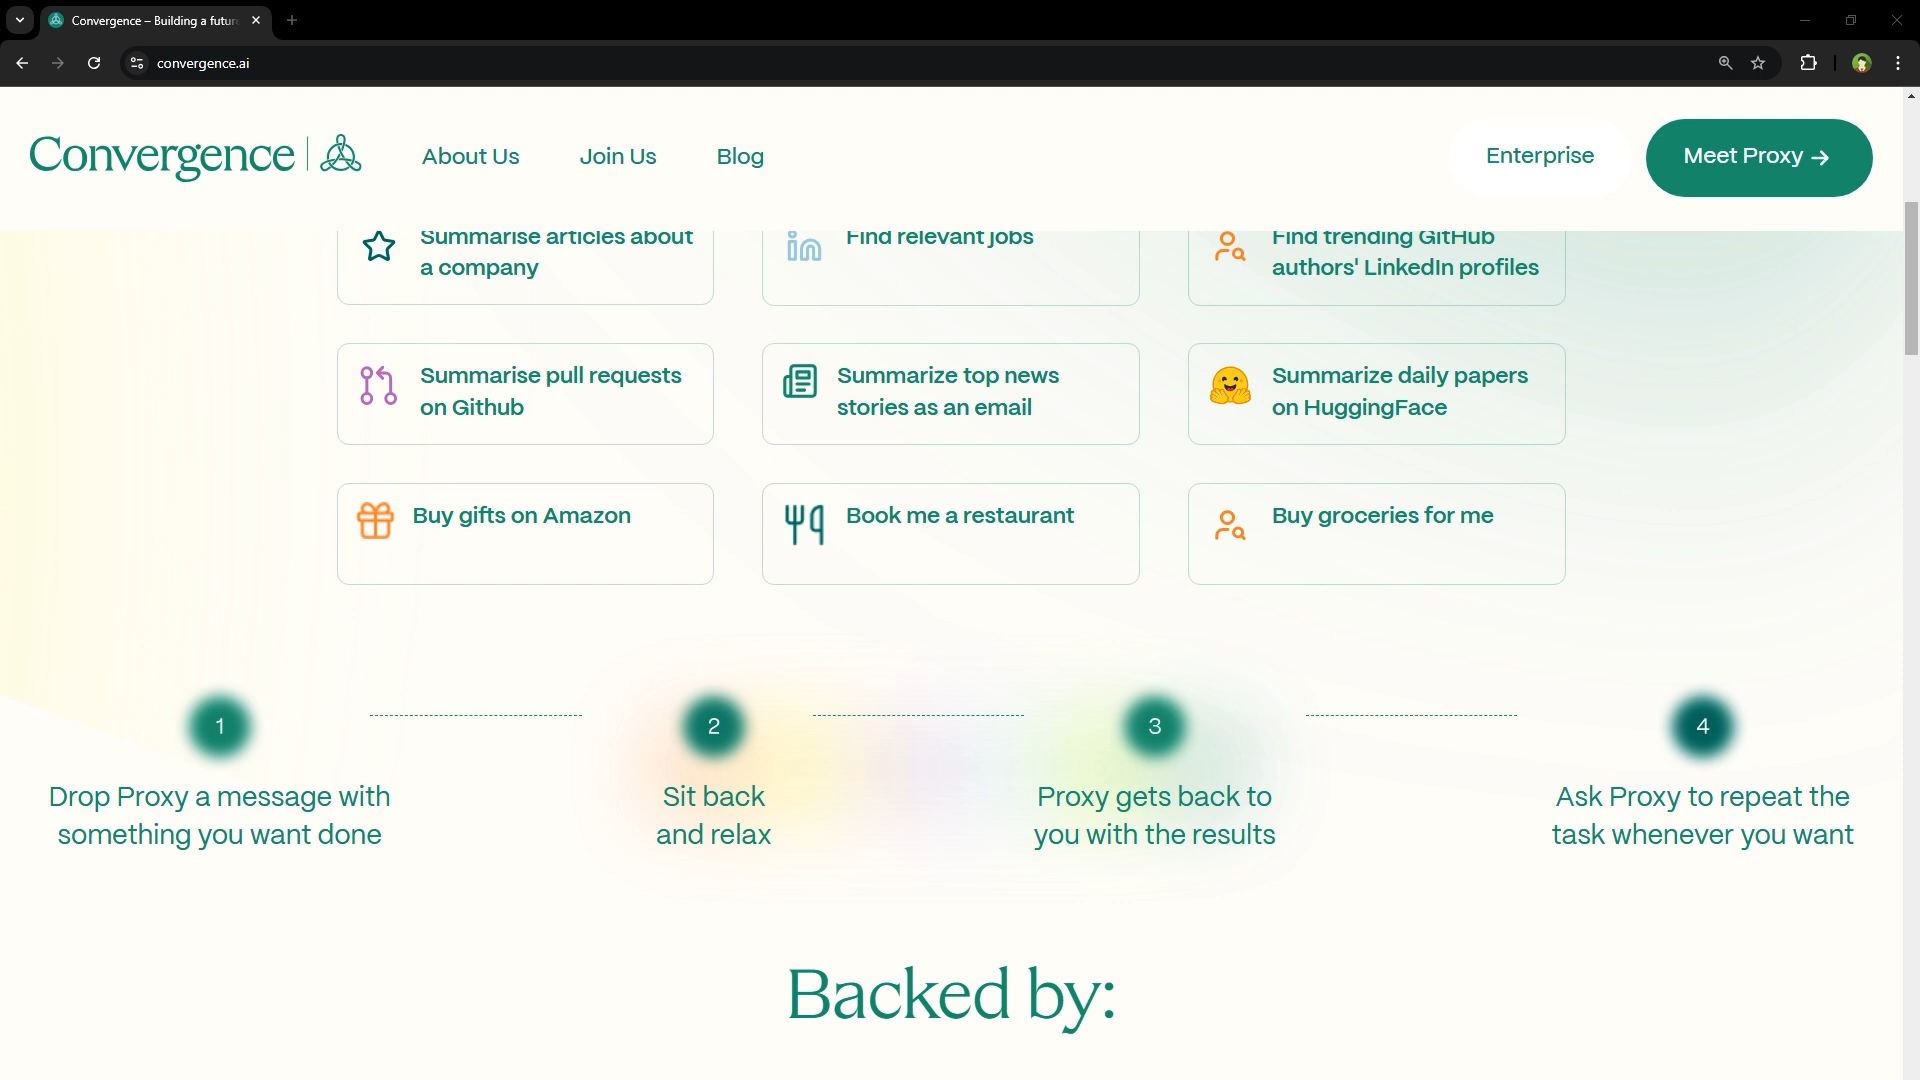 Convergence – Building a futur
convergence.ai
Convergence
About Us
Join Us
Blog
Enterprise
Meet Proxy →
Summarise articles about
a company
Find relevant jobs
Find trending GitHub
authors' LinkedIn profiles
Summarise pull requests
on Github
Summarize top news
stories as an email
Summarize daily papers
on HuggingFace
Buy gifts on Amazon
Book me a restaurant
Buy groceries for me
1
Drop Proxy a message with
something you want done
2
Sit back
and relax
3
Proxy gets back to
you with the results
4
Ask Proxy to repeat the
task whenever you want
Backed by: